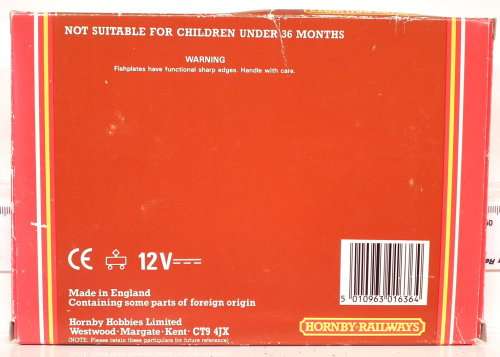 NOT SUITABLE FOR CHILDREN UNDER 36 MONTHS
WARNING
Fishplates have functional sharp edges. Handle with care.
CE 12V
5 010963 016364
Made in England
Containing some parts of foreign origin
Hornby Hobbies Limited
Westwood·Margate·Kent· CT9 4JX
(NOTE: Please retain these particulars for future reference)
HORNBY·RAILWAYS